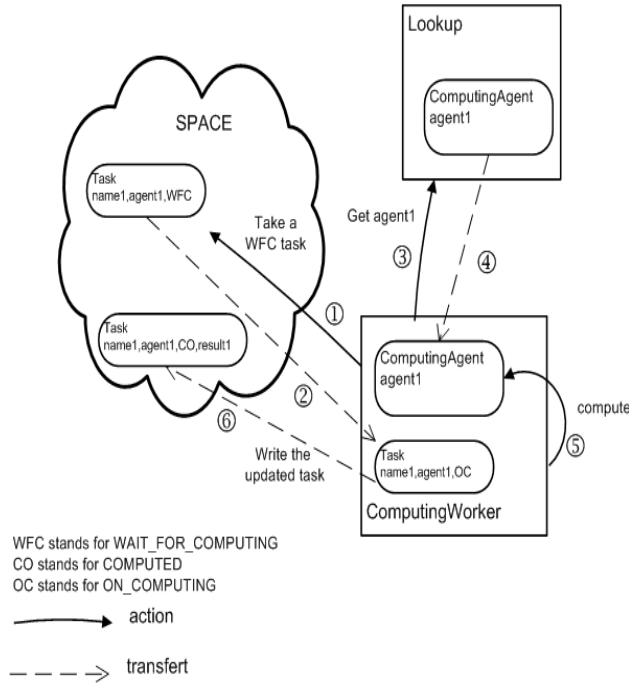 Lookup
ComputingAgent
agent1
SPACE
Task
name1,agent1,WFC
Take a
WFC task
Get agent1
③
④
①
Task
name1,agent1,CO,result1
ComputingAgent
agent1
②
⑥
compute
⑤
Write the
updated task
Task
name1,agent1,OC
ComputingWorker
WFC stands for WAIT_FOR_COMPUTING
CO stands for COMPUTED
OC stands for ON_COMPUTING
action
transfert